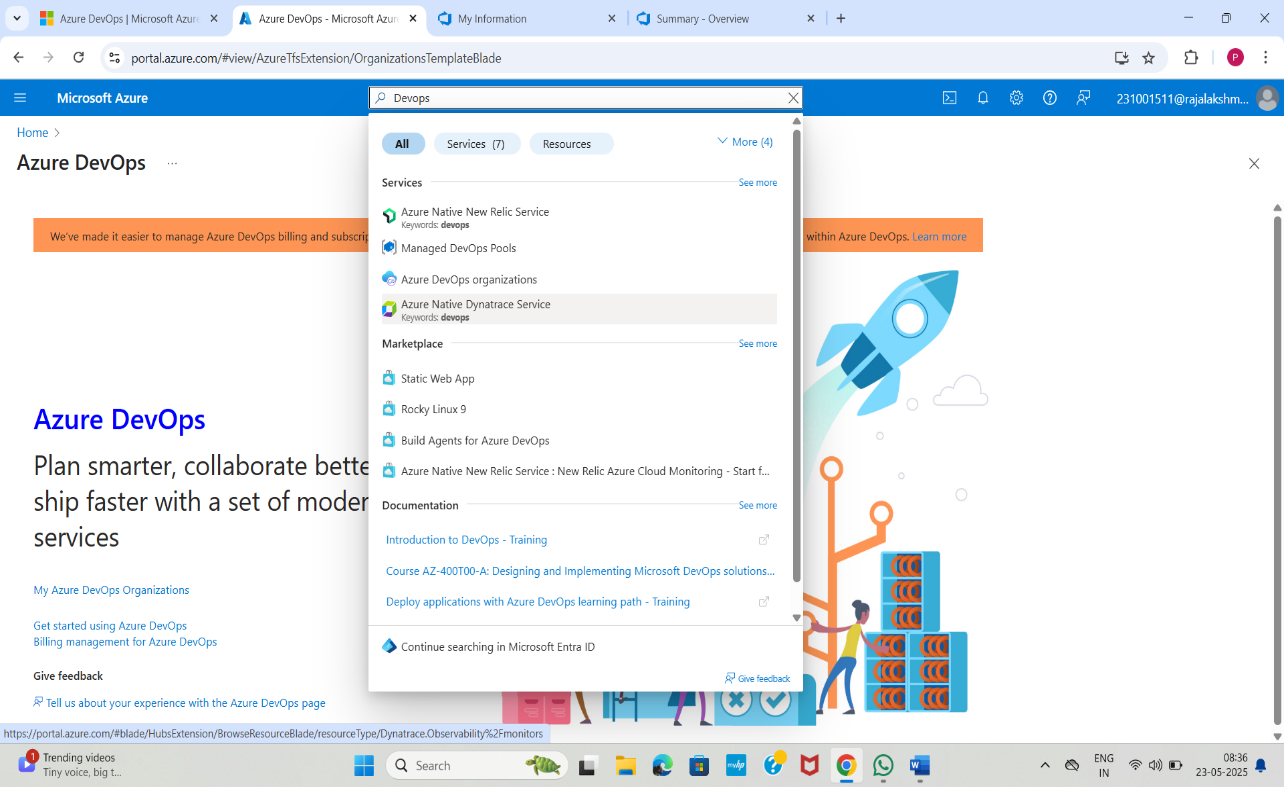 Azure DevOps | Microsoft Azure
Azure DevOps - Microsoft Azur
My Information
Summary - Overview
portal.azure.com/#view/AzureTfsExtension/OrganizationsTemplateBlade
P
Microsoft Azure
Devops
231001511@rajalakshm...
Home >
Azure DevOps ...
All
Services (7)
Resources
More (4)
Services
See more
Azure Native New Relic Service
Keywords: devops
Managed DevOps Pools
Azure DevOps organizations
Azure Native Dynatrace Service
Keywords: devops
Marketplace
See more
Static Web App
Rocky Linux 9
Build Agents for Azure DevOps
Azure Native New Relic Service : New Relic Azure Cloud Monitoring - Start f...
Documentation
See more
Introduction to DevOps - Training
Course AZ-400T00-A: Designing and Implementing Microsoft DevOps solutions...
Deploy applications with Azure DevOps learning path - Training
Continue searching in Microsoft Entra ID
Give feedback
We've made it easier to manage Azure DevOps billing and subscrip
within Azure DevOps. Learn more
Azure DevOps
Plan smarter, collaborate bette
ship faster with a set of moder
services
My Azure DevOps Organizations
Get started using Azure DevOps
Billing management for Azure DevOps
Give feedback
Tell us about your experience with the Azure DevOps page
https://portal.azure.com/#blade/HubsExtension/BrowseResourceBlade/resourceType/Dynatrace.Observability%2Fmonitors
1
Trending videos
Tiny voice, big t...
Search
myhp
ENG
IN
08:36
23-05-2025